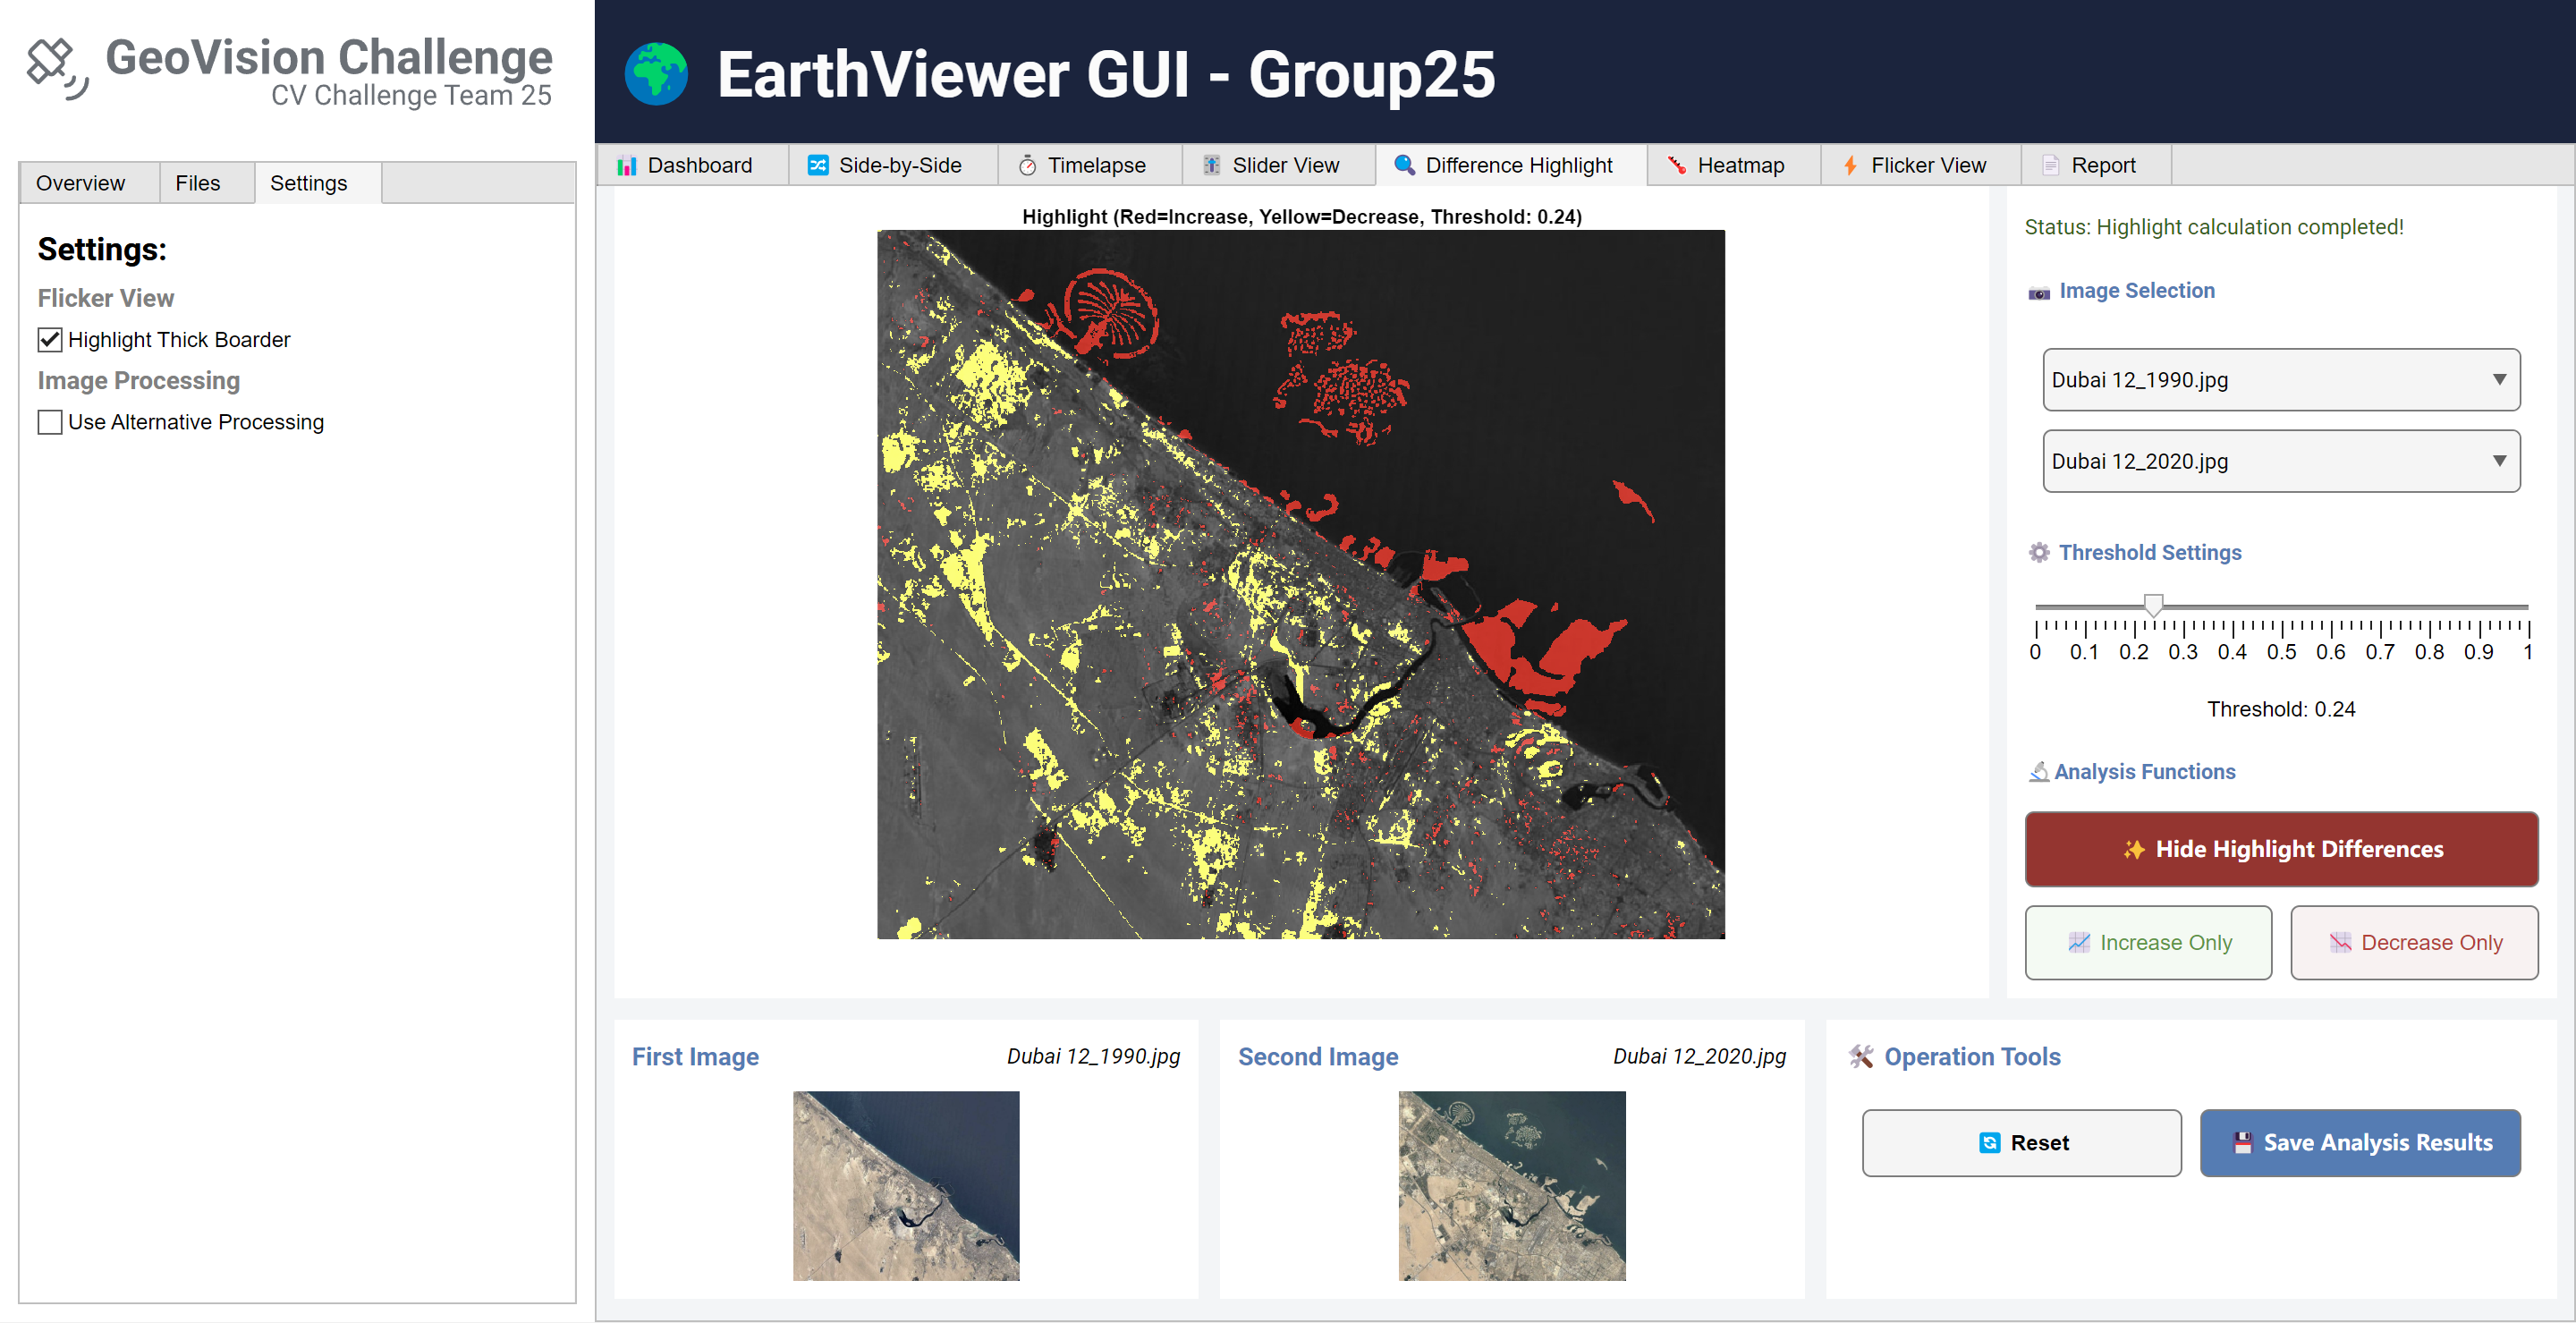 GeoVision Challenge
CV Challenge Team 25
EarthViewer GUI - Group25
Overview
Files
Settings
Settings:
Flicker View
Highlight Thick Boarder
Image Processing
Use Alternative Processing
Dashboard
Side-by-Side
Timelapse
Slider View
Difference Highlight
Heatmap
Flicker View
Report
Highlight (Red=Increase, Yellow=Decrease, Threshold: 0.24)
Status: Highlight calculation completed!
Image Selection
Dubai 12_1990.jpg
Dubai 12_2020.jpg
Threshold Settings
0 0.1 0.2 0.3 0.4 0.5 0.6 0.7 0.8 0.9 1
Threshold: 0.24
Analysis Functions
Hide Highlight Differences
Increase Only
Decrease Only
First Image
Dubai 12_1990.jpg
Second Image
Dubai 12_2020.jpg
Operation Tools
Reset
Save Analysis Results